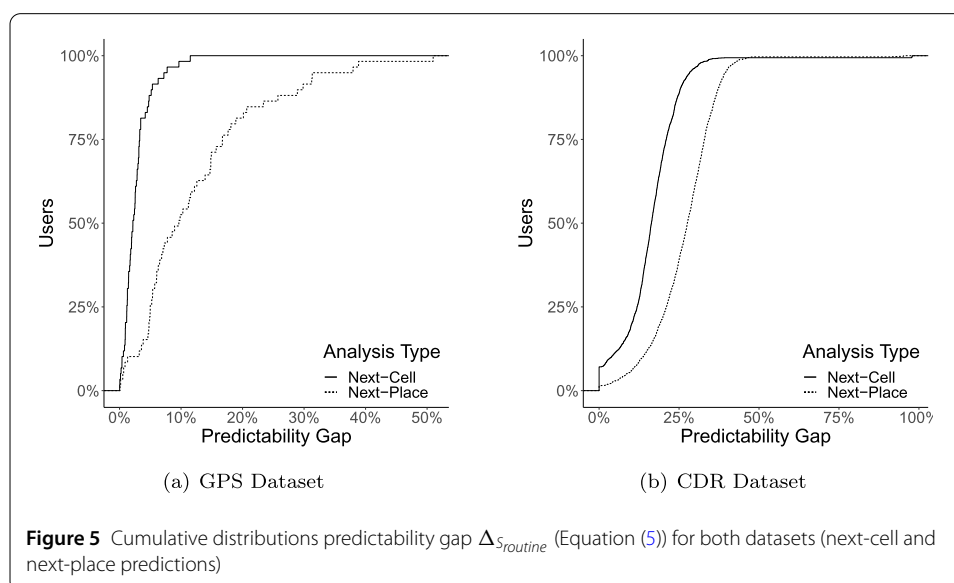 100%
75%
50%
25%
0%
Users
Analysis Type
Next−Cell
Next−Place
0% 10% 20% 30% 40% 50%
Predictability Gap
(a) GPS Dataset
100%
75%
50%
25%
0%
Users
Analysis Type
Next−Cell
Next−Place
0% 25% 50% 75% 100%
Predictability Gap
(b) CDR Dataset
Figure 5 Cumulative distributions predictability gap Δ_{S_{routine}} (Equation (5)) for both datasets (next-cell and
next-place predictions)